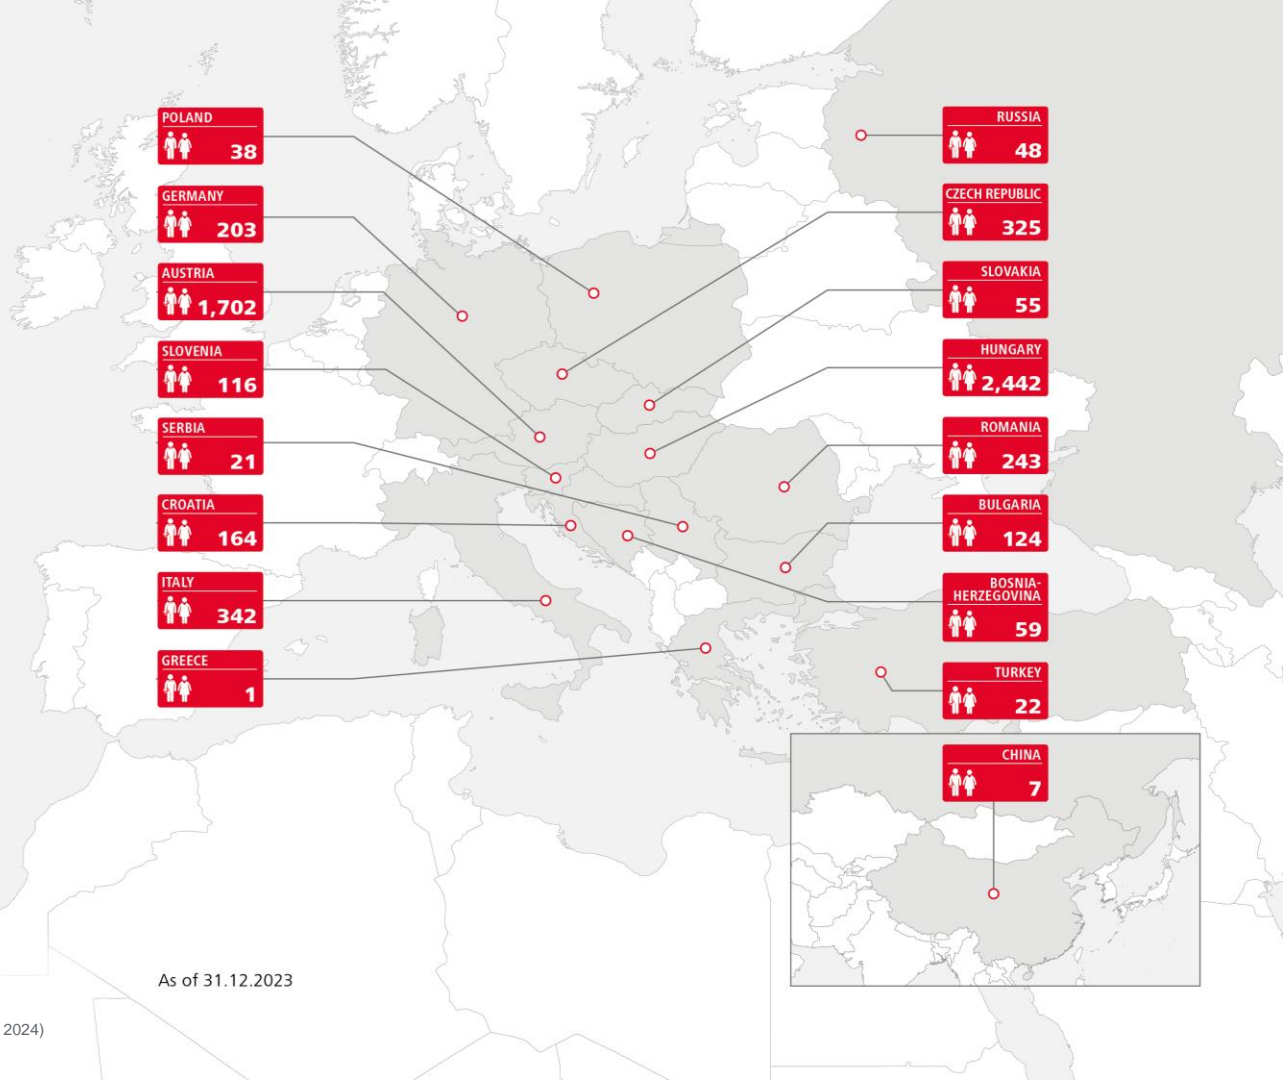 POLAND
38
GERMANY
203
AUSTRIA
1,702
SLOVENIA
116
SERBIA
21
CROATIA
164
ITALY
342
GREECE
1
RUSSIA
48
CZECH REPUBLIC
325
SLOVAKIA
55
HUNGARY
2,442
ROMANIA
243
BULGARIA
124
BOSNIA-
HERZEGOVINA
59
TURKEY
22
CHINA
7
As of 31.12.2023
2024)